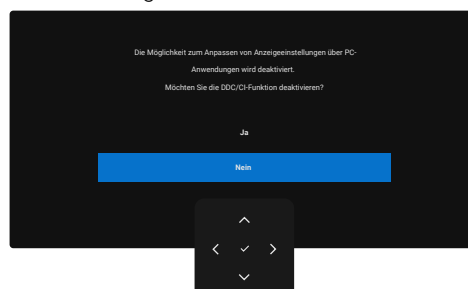 Die Möglichkeit zum Anpassen von Anzeigeeinstellungen über PC-
Anwendungen wird deaktiviert.
Möchten Sie die DDC/CI-Funktion deaktivieren?
Ja
Nein